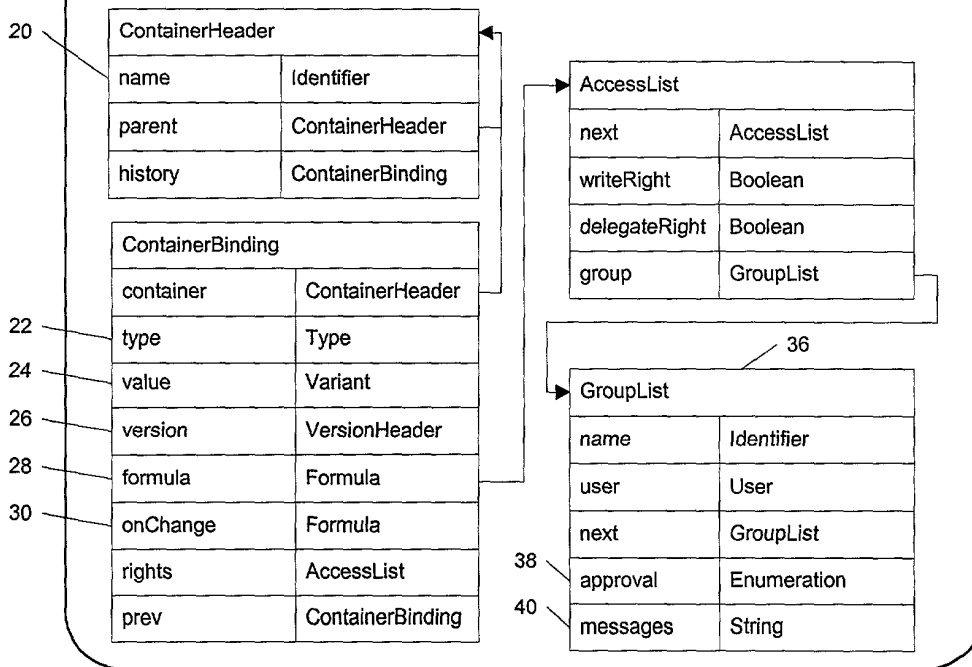 20
ContainerHeader
name Identifier
parent ContainerHeader
history ContainerBinding
ContainerBinding
container ContainerHeader
22
type Type
24
value Variant
26
version VersionHeader
28
formula Formula
30
onChange Formula
rights AccessList
prev ContainerBinding
AccessList
next AccessList
writeRight Boolean
delegateRight Boolean
group GroupList
36
GroupList
name Identifier
user User
next GroupList
38
approval Enumeration
40
messages String